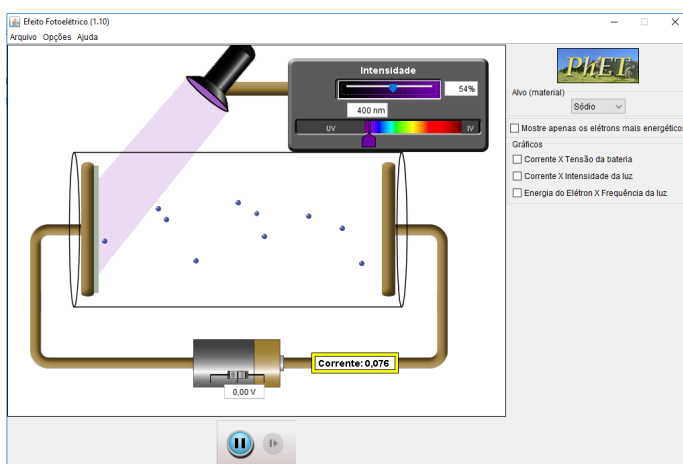 Efeito Fotoelétrico (1.10)
Arquivo Opções Ajuda
Intensidade
54%
400 nm
UV
IV
Corrente: 0,076
0,00 V
PhET
Alvo (material)
Sódio
Mostre apenas os elétrons mais energético
Gráficos
Corrente X Tensão da bateria
Corrente X Intensidade da luz
Energia do Elétron X Frequência da luz